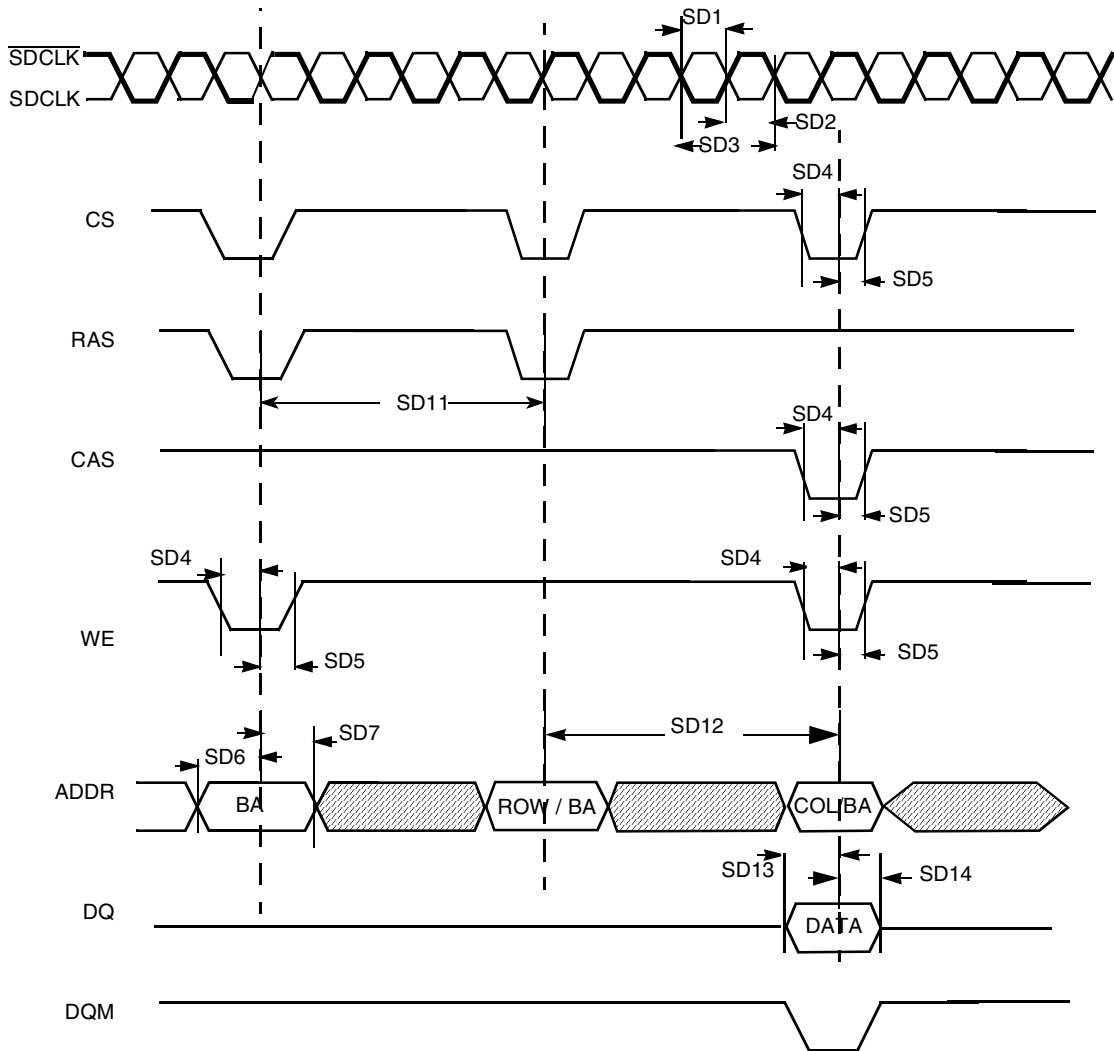 SD1
SDCLK
SDCLK
SD2
SD3
SD4
CS
SD5
RAS
SD11
SD4
CAS
SD5
SD4
SD4
WE
SD5
SD5
SD12
SD7
SD6
ADDR
BA
ROW / BA
COL/BA
SD13
SD14
DQ
DATA
DQM